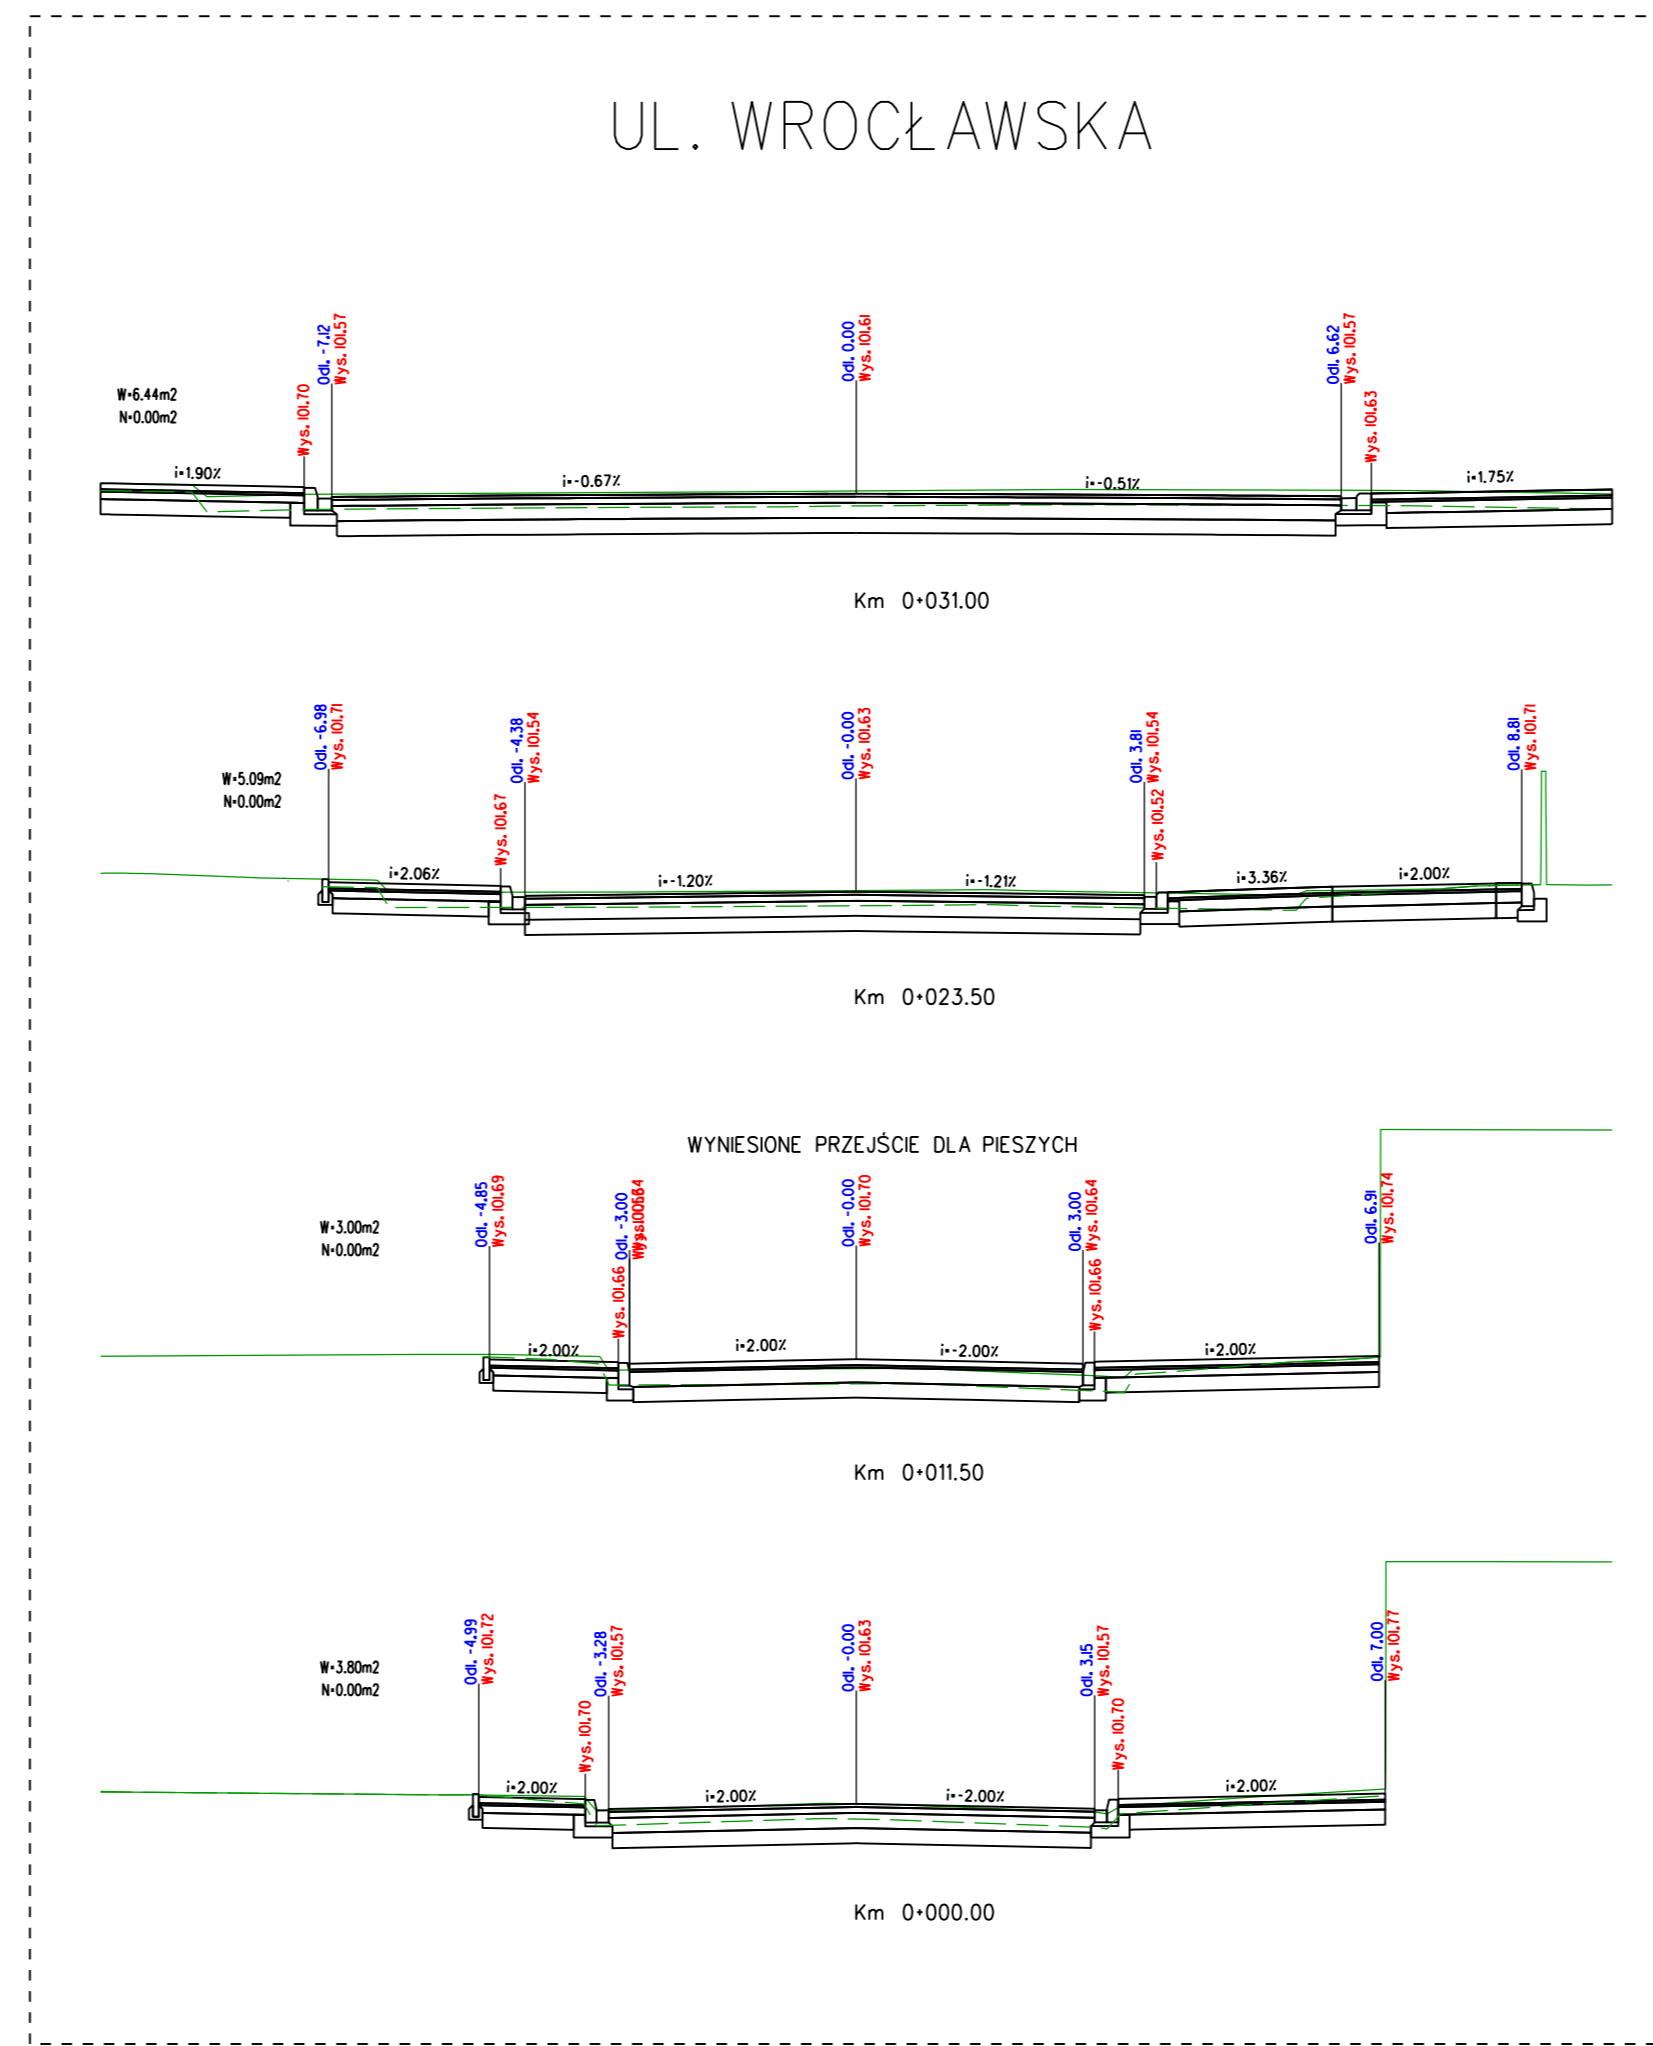 UL. WROCŁAWSKA
W=6.44m2
N=0.00m2
Wys. 101.70
Odl. -7.12
Wys. 101.57
Odl. 0.00
Wys. 101.61
Odl. 6.62
Wys. 101.57
Wys. 101.63
i=1.90%
i=-0.67%
i=-0.51%
i=1.75%
Km 0+031.00
W=5.09m2
N=0.00m2
Odl. -6.98
Wys. 101.71
Wys. 101.67
Odl. -4.38
Wys. 101.54
Odl. -0.00
Wys. 101.63
Odl. 3.81
Wys. 101.54
Wys. 101.52
Odl. 8.81
Wys. 101.71
i=2.06%
i=-1.20%
i=-1.21%
i=3.36%
i=2.00%
Km 0+023.50
WYNIESIONE PRZEJŚCIE DLA PIESZYCH
W=3.00m2
N=0.00m2
Odl. -4.85
Wys. 101.69
Wys. 101.66
Odl. -3.00
Odl. -0.00
Wys. 101.70
Odl. 3.00
Wys. 101.64
Wys. 101.66
Odl. 6.91
Wys. 101.74
i=2.00%
i=2.00%
i=-2.00%
i=2.00%
Km 0+011.50
W=3.80m2
N=0.00m2
Odl. -4.99
Wys. 101.72
Wys. 101.70
Odl. -3.28
Wys. 101.57
Odl. -0.00
Wys. 101.63
Odl. 3.15
Wys. 101.57
Wys. 101.70
Odl. 7.00
Wys. 101.77
i=2.00%
i=2.00%
i=-2.00%
i=2.00%
Km 0+000.00